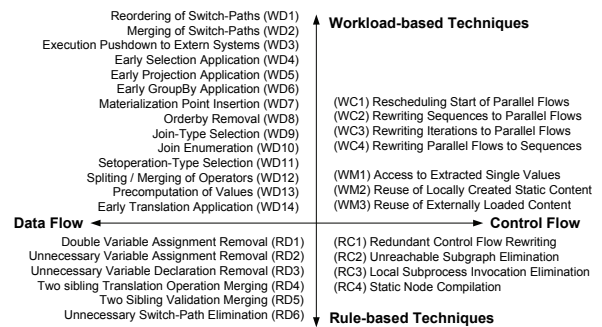 Reordering of Switch-Paths (WD1)
Merging of Switch-Paths (WD2)
Execution Pushdown to Extern Systems (WD3)
Early Selection Application (WD4)
Early Projection Application (WD5)
Early GroupBy Application (WD6)
Materialization Point Insertion (WD7)
Orderby Removal (WD8)
Join-Type Selection (WD9)
Join Enumeration (WD10)
Setoperation-Type Selection (WD11)
Spliting / Merging of Operators (WD12)
Precomputation of Values (WD13)
Early Translation Application (WD14)
Workload-based Techniques
(WC1) Rescheduling Start of Parallel Flows
(WC2) Rewriting Sequences to Parallel Flows
(WC3) Rewriting Iterations to Parallel Flows
(WC4) Rewriting Parallel Flows to Sequences
(WM1) Access to Extracted Single Values
(WM2) Reuse of Locally Created Static Content
(WM3) Reuse of Externally Loaded Content
Data Flow
Control Flow
Double Variable Assignment Removal (RD1)
Unnecessary Variable Assignment Removal (RD2)
Unnecessary Variable Declaration Removal (RD3)
Two sibling Translation Operation Merging (RD4)
Two Sibling Validation Merging (RD5)
Unnecessary Switch-Path Elimination (RD6)
(RC1) Redundant Control Flow Rewriting
(RC2) Unreachable Subgraph Elimination
(RC3) Local Subprocess Invocation Elimination
(RC4) Static Node Compilation
Rule-based Techniques